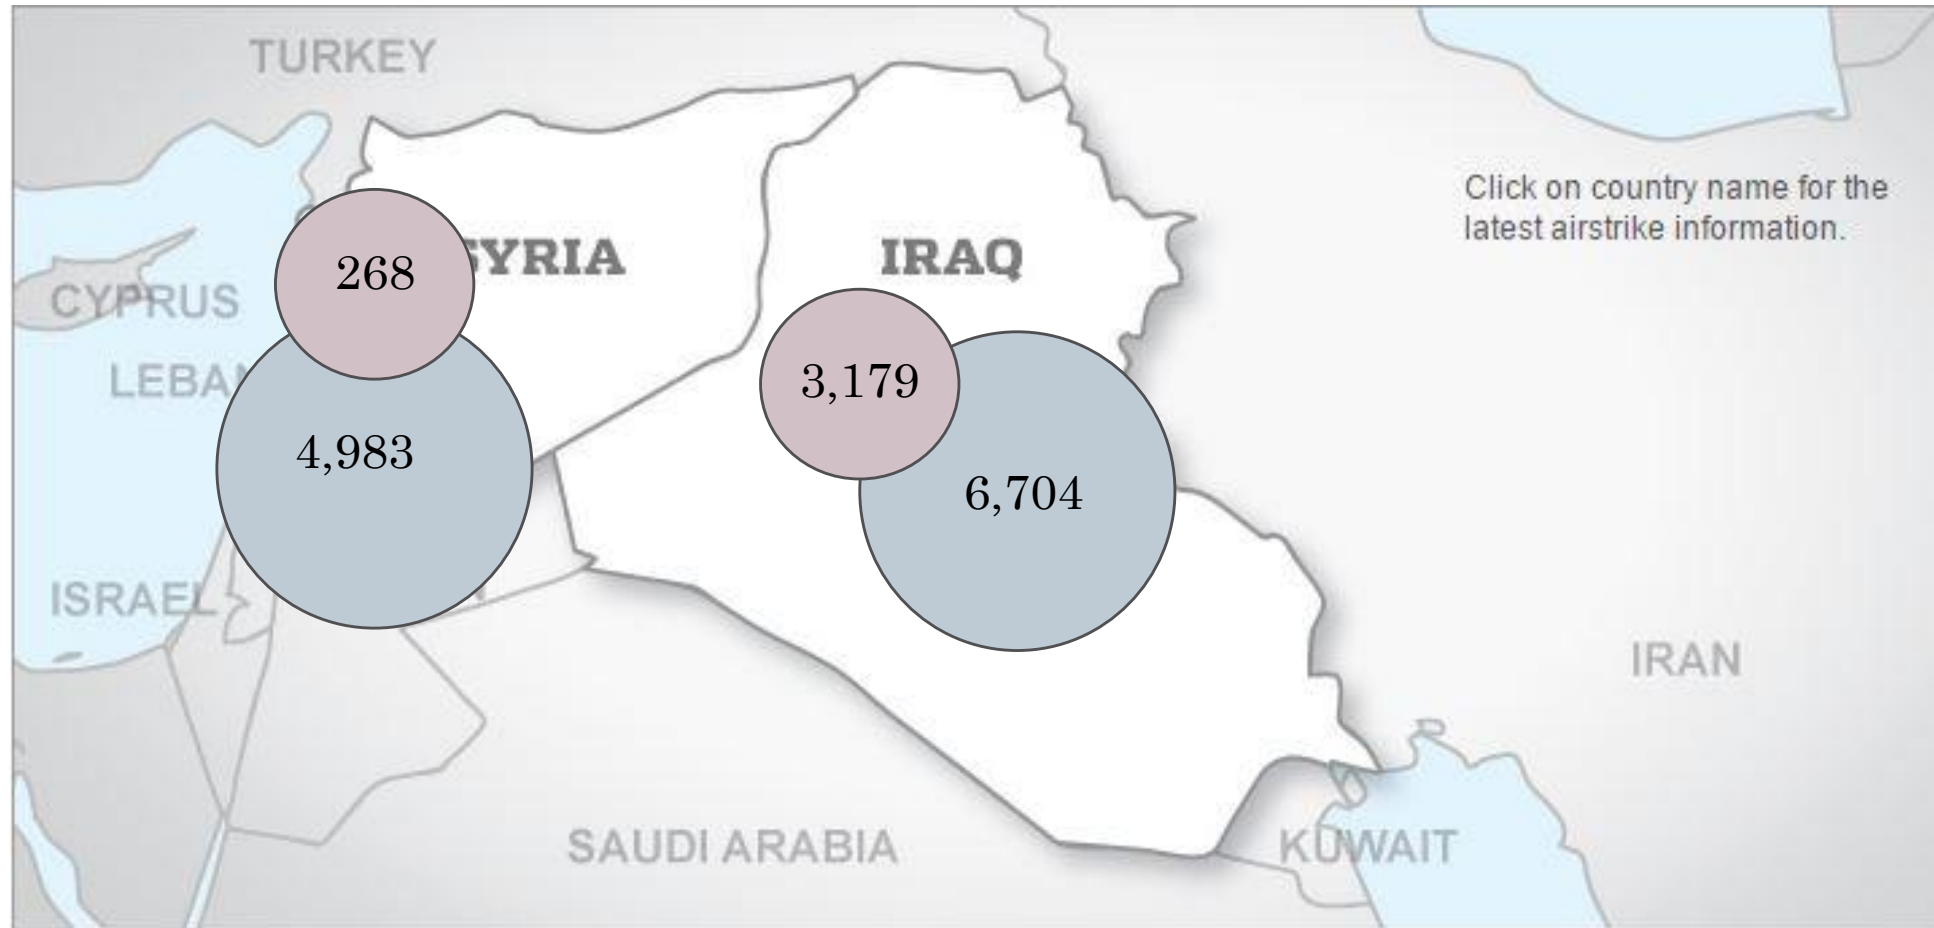 TURKEY
Click on country name for the
latest airstrike information.
SYRIA
IRAQ
268
CYPRUS
3,179
LEBAN
4,983
6,704
ISRAEL
IRAN
SAUDI ARABIA
KUWAIT